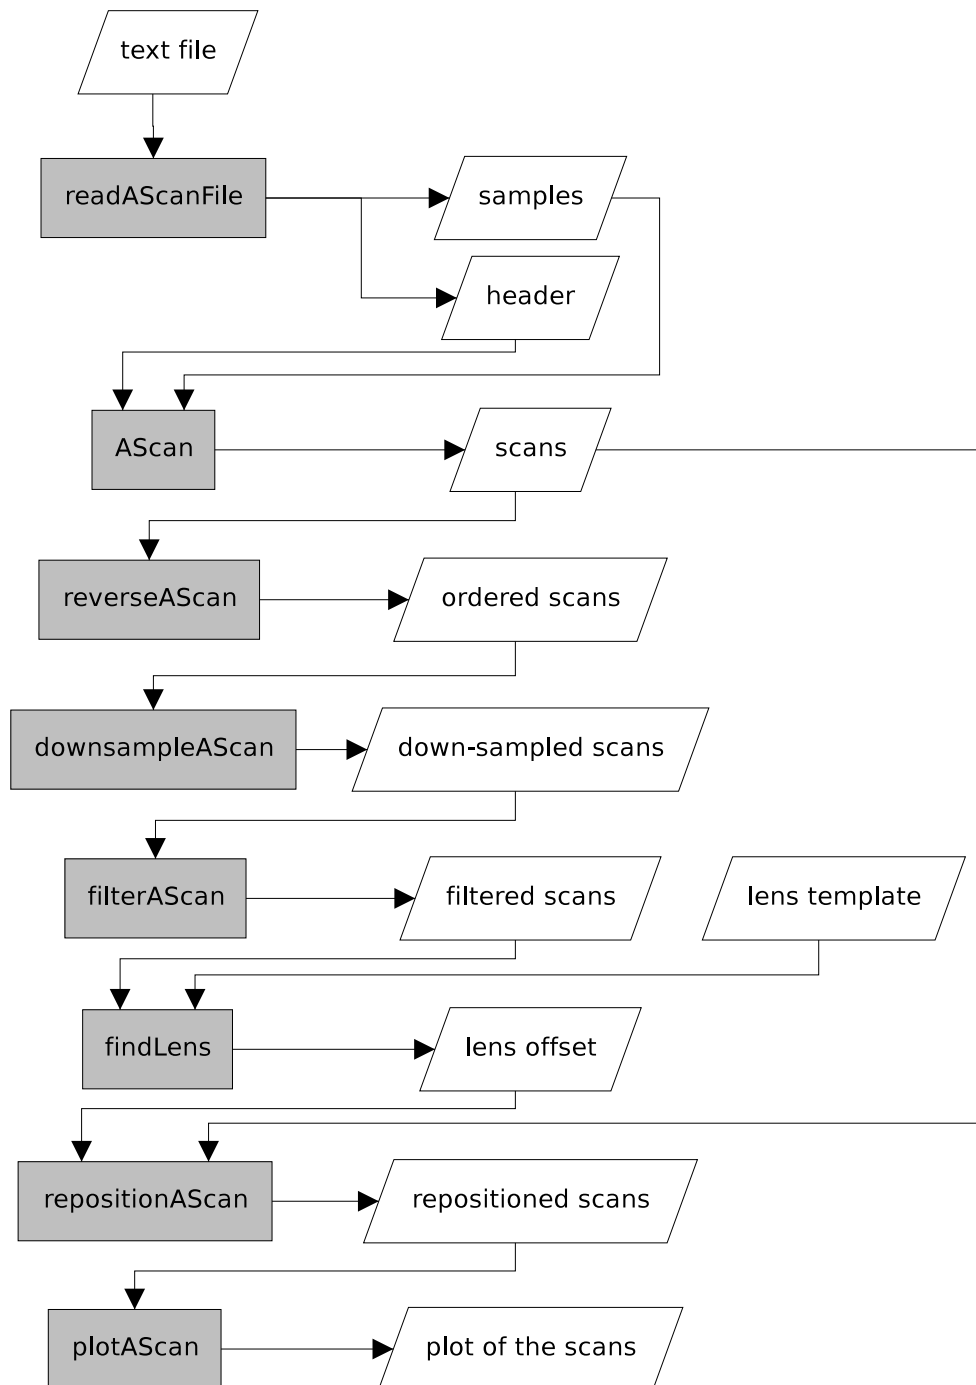 text file
readAScanFile
samples
header
AScan
scans
reverseAScan
ordered scans
downsampleAScan
down-sampled scans
filterAScan
filtered scans
lens template
findLens
lens offset
repositionAScan
repositioned scans
plotAScan
plot of the scans